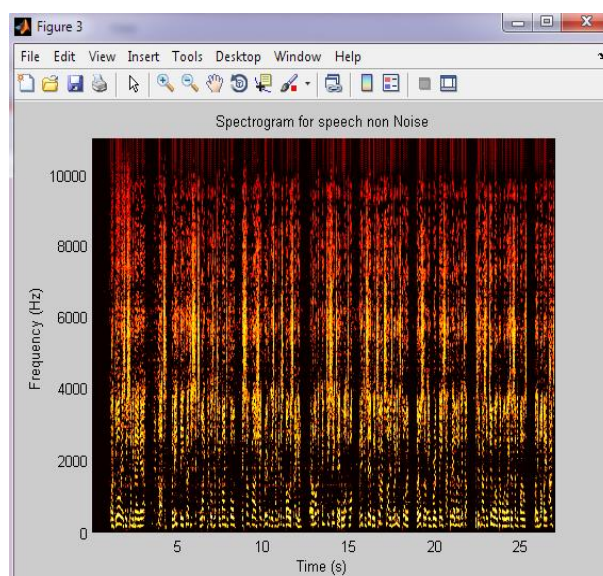 Figure 3
File Edit View Insert Tools Desktop Window Help
Spectrogram for speech non Noise
10000
8000
6000
4000
2000
0
Frequency (Hz)
5 10 15 20 25
Time (s)